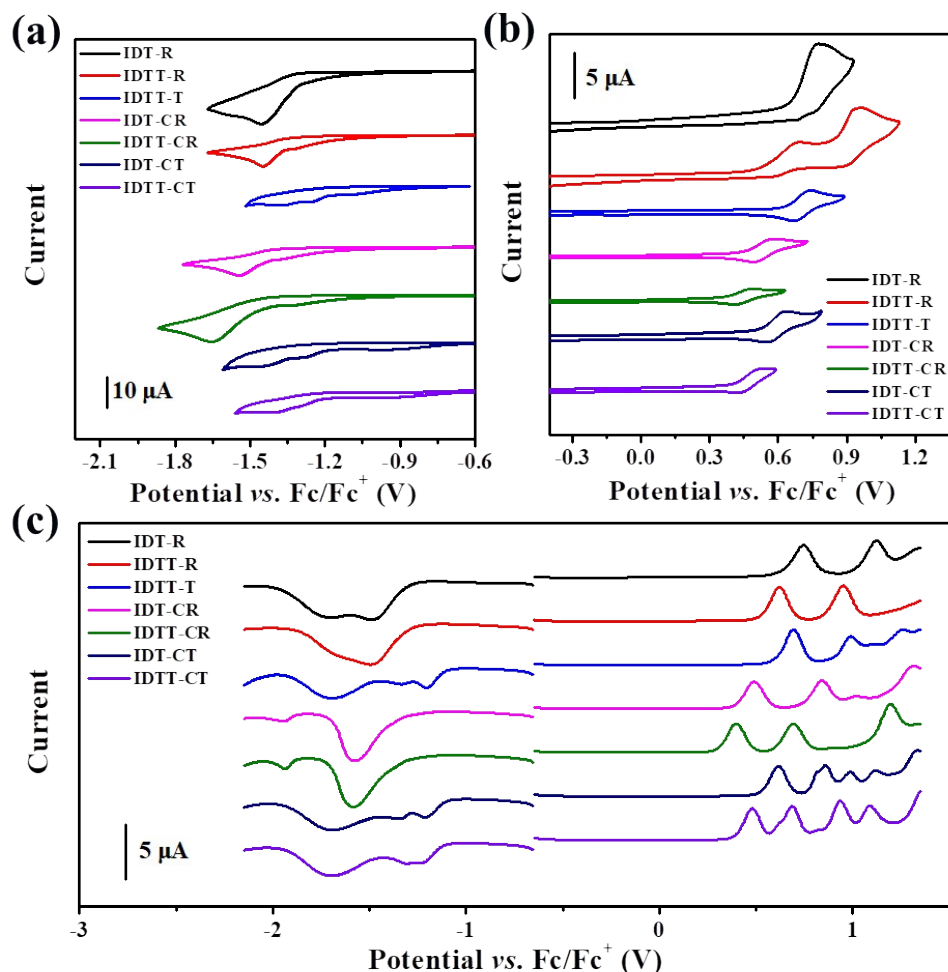 (a)
IDT-R
IDTT-R
IDTT-T
IDT-CR
IDTT-CR
IDT-CT
IDTT-CT
Current
10 μA
-2.1 -1.8 -1.5 -1.2 -0.9 -0.6
Potential vs. Fc/Fc+ (V)
(b)
5 μA
Current
IDT-R
IDTT-R
IDTT-T
IDT-CR
IDTT-CR
IDT-CT
IDTT-CT
-0.3 0.0 0.3 0.6 0.9 1.2
Potential vs. Fc/Fc+ (V)
(c)
IDT-R
IDTT-R
IDTT-T
IDT-CR
IDTT-CR
IDT-CT
IDTT-CT
Current
5 μA
-3 -2 -1 0 1
Potential vs. Fc/Fc+ (V)